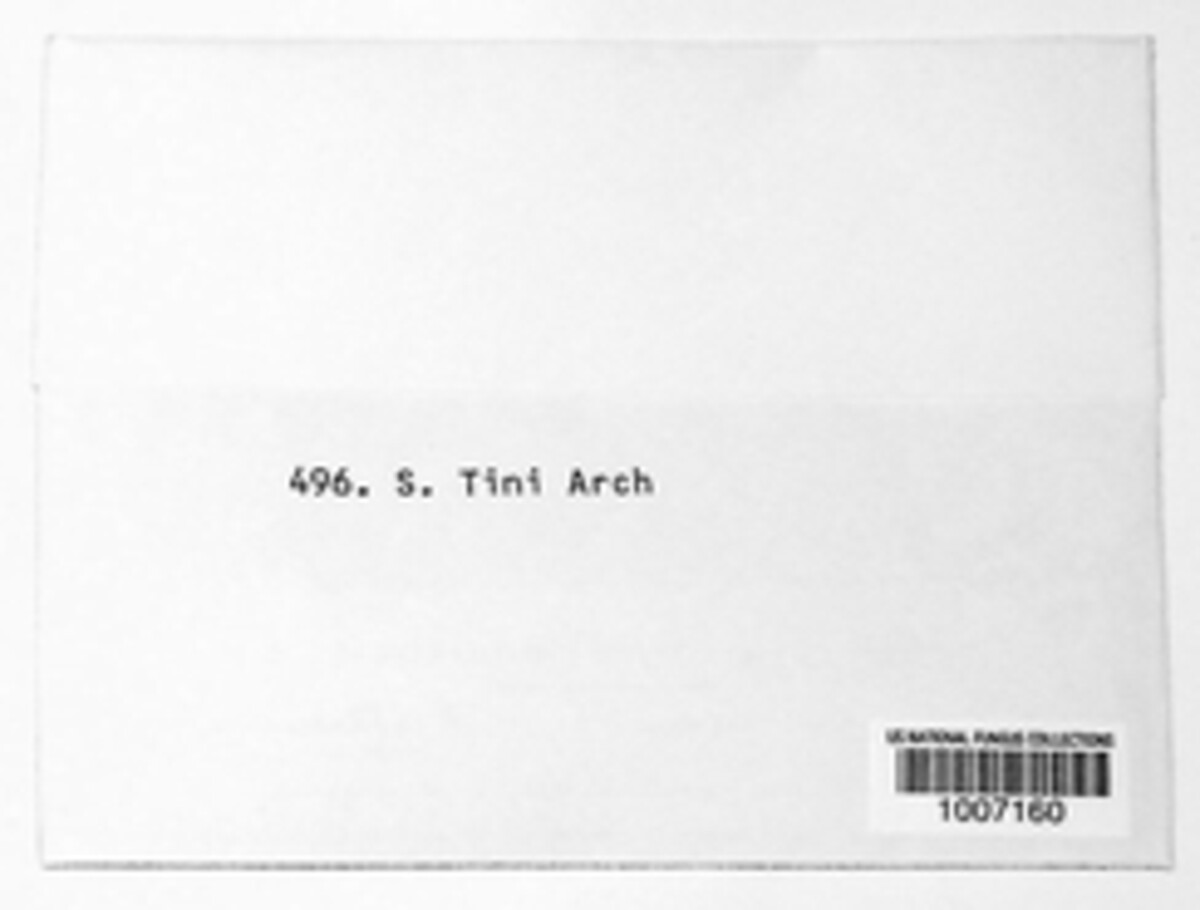 496. S. Tini Arch
US NATIONAL FUNGUS COLLECTIONS
1007160